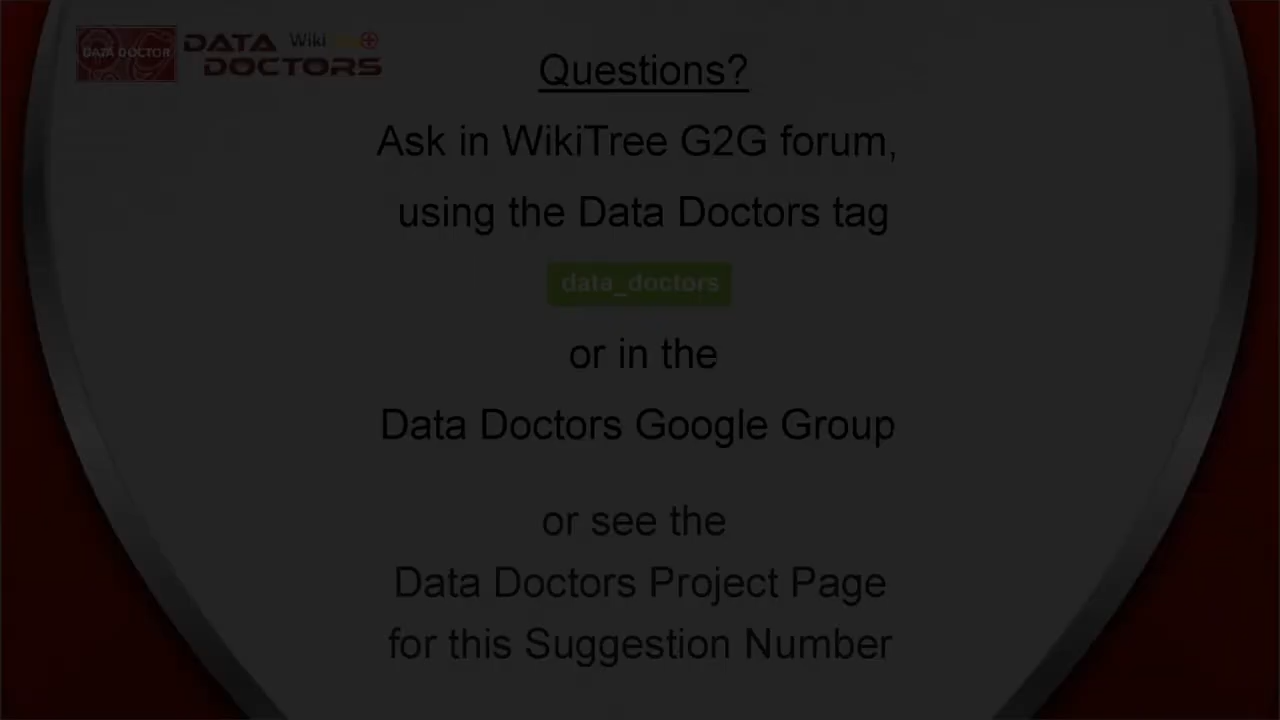 DATA DOCTOR
DATA Wiki
DOCTORS
Questions?
Ask in WikiTree G2G forum,
using the Data Doctors tag
data_doctors
or in the
Data Doctors Google Group
or see the
Data Doctors Project Page
for this Suggestion Number